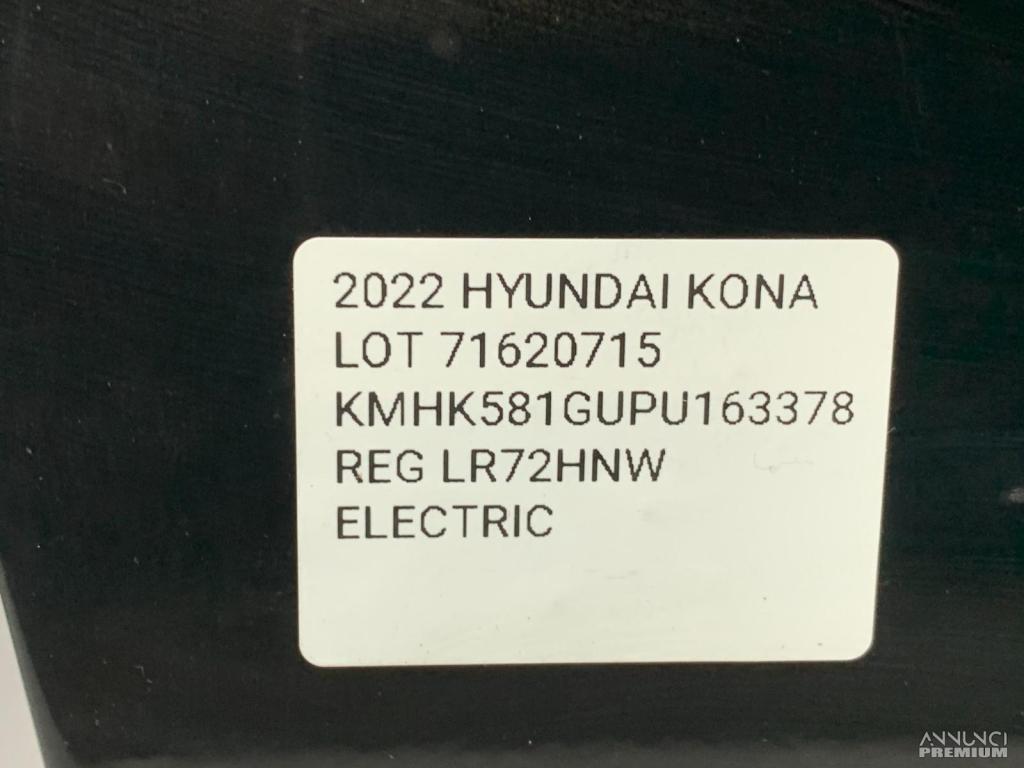 2022 HYUNDAI KONA
LOT 71620715
KMHK581GUPU163378
REG LR72HNW
ELECTRIC
ANNUNCI
PREMIUM